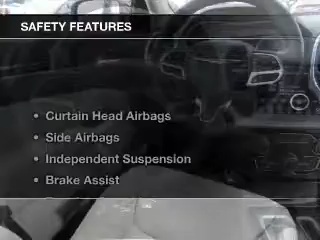 SAFETY FEATURES
• Curtain Head Airbags
• Side Airbags
• Independent Suspension
• Brake Assist